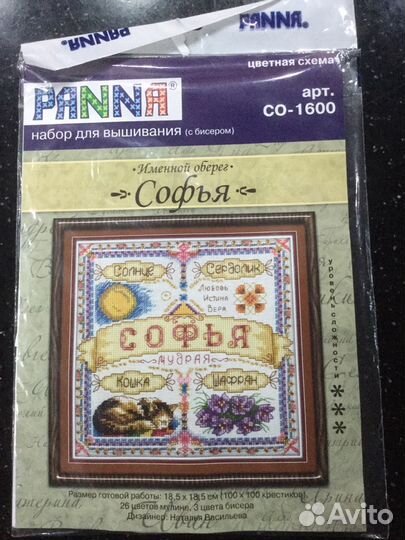 PANNA.
PANNA.
цветная схема
PANNA®
арт.
СО-1600
набор для вышивания (с бисером)
• Именной оберег •
Софья
Солнце
Сердолик
Любовь
Истина
Вера
СОФЬЯ
МУДРАЯ
Кошка
Шафран
уровень сложности
Размер готовой работы: 18,5 х 18,5 см (100 х 100 крестиков),
26 цветов мулине, 3 цвета бисера
Дизайнер: Наталья Васильева
Avito